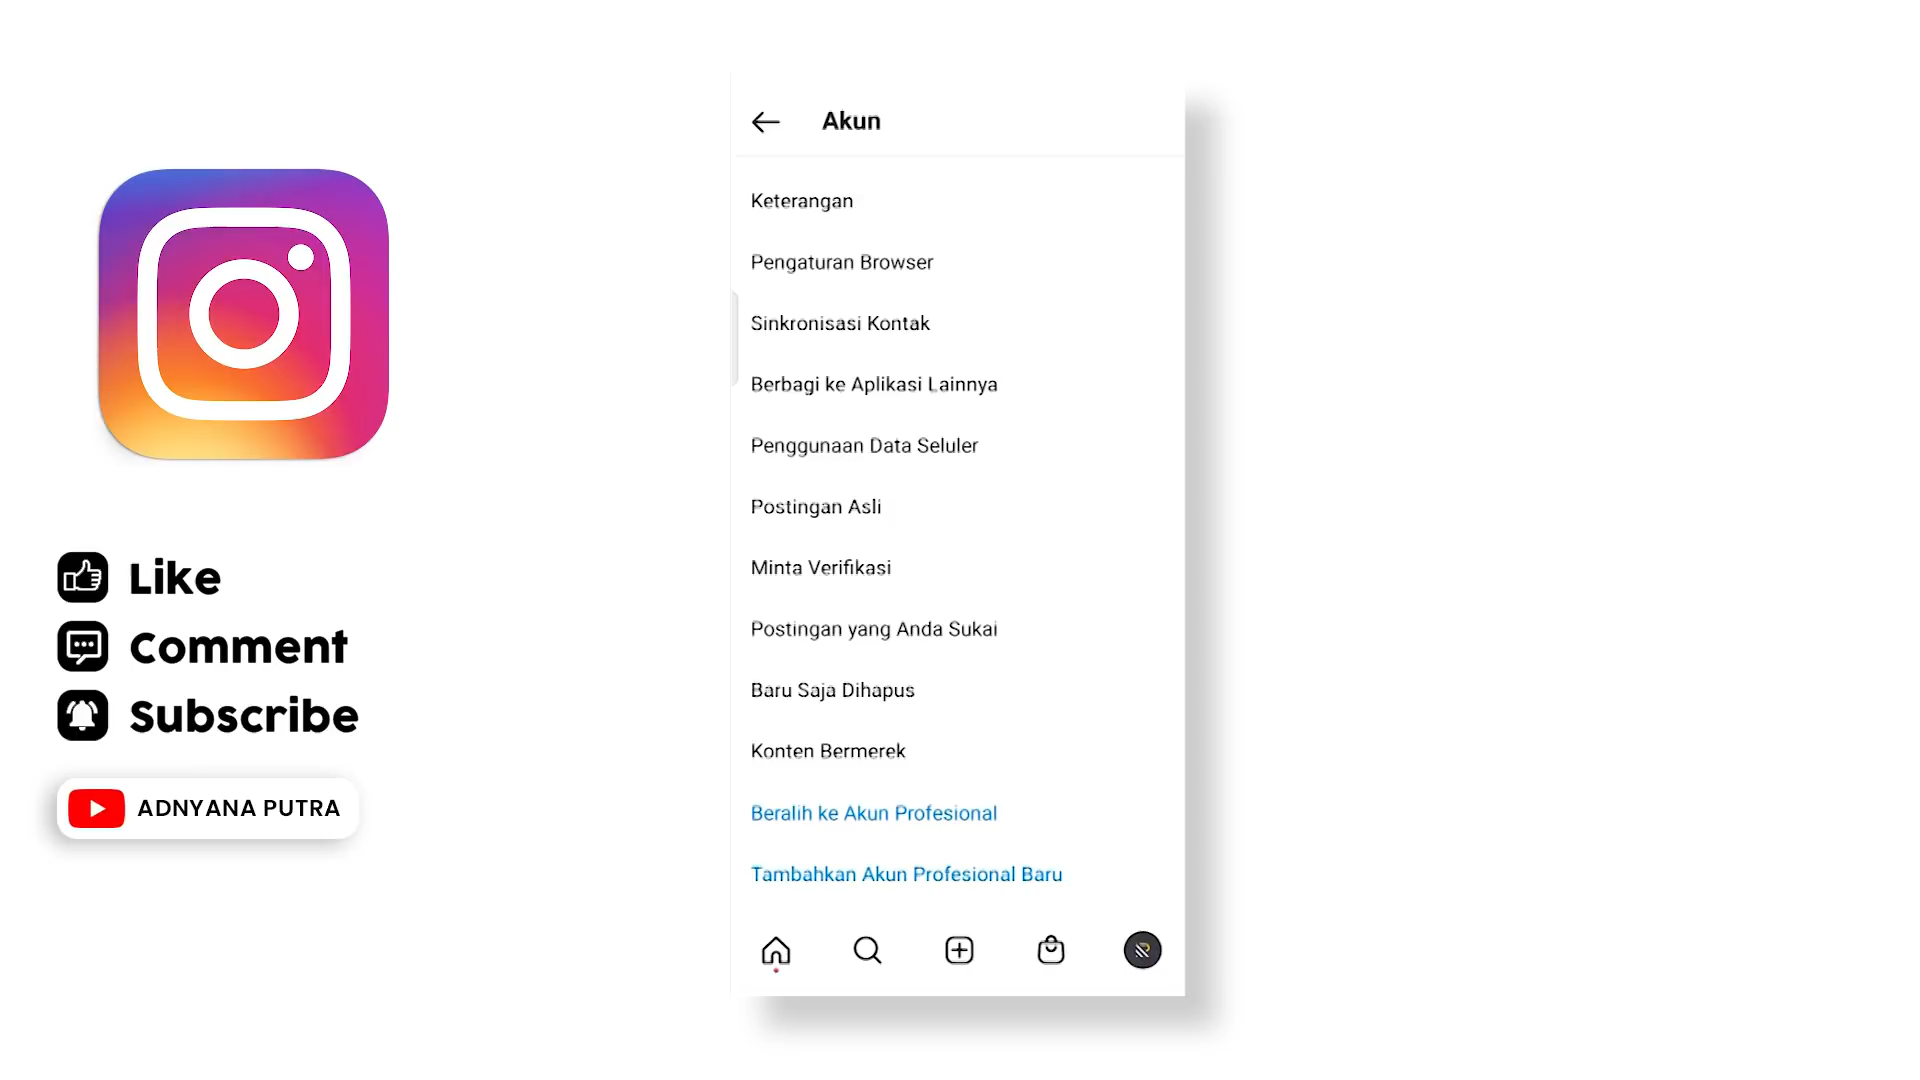 Like
Comment
Subscribe
ADNYANA PUTRA
Akun
Keterangan
Pengaturan Browser
Sinkronisasi Kontak
Berbagi ke Aplikasi Lainnya
Penggunaan Data Seluler
Postingan Asli
Minta Verifikasi
Postingan yang Anda Sukai
Baru Saja Dihapus
Konten Bermerek
Beralih ke Akun Profesional
Tambahkan Akun Profesional Baru